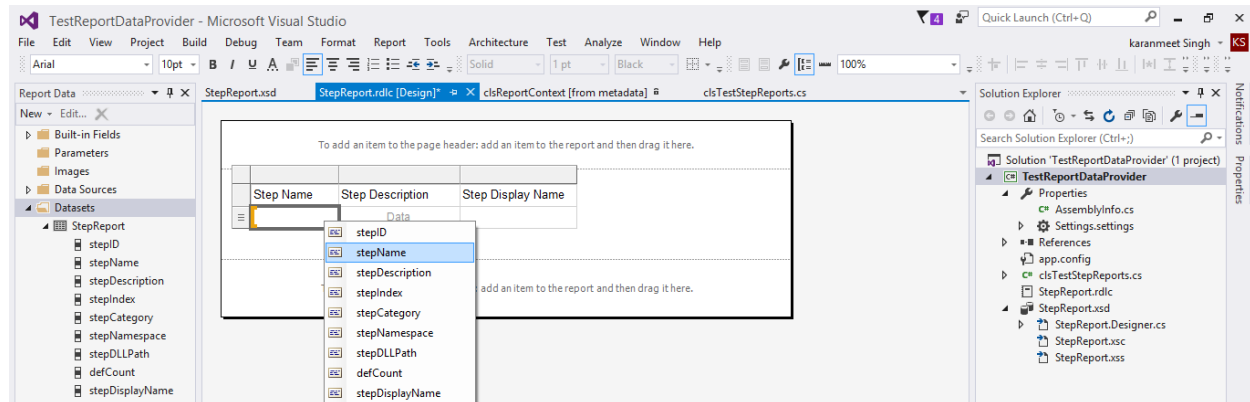 TestReportDataProvider - Microsoft Visual Studio
4
Quick Launch (Ctrl+Q)
File Edit View Project Build Debug Team Format Report Tools Architecture Test Analyze Window Help
karanmeet Singh
KS
Arial 10pt B I U A Solid 1 pt Black 100%
Report Data
StepReport.xsd StepReport.rdlc [Design]* clsReportContext [from metadata] clsTestStepReports.cs
Solution Explorer
New Edit...
Search Solution Explorer (Ctrl+;)
Built-in Fields
Parameters
Images
Data Sources
Datasets
StepReport
stepID
stepName
stepDescription
stepIndex
stepCategory
stepNamespace
stepDLLPath
defCount
stepDisplayName
To add an item to the page header: add an item to the report and then drag it here.
Step Name Step Description Step Display Name
Data
stepID
stepName
stepDescription
stepIndex
stepCategory
stepNamespace
stepDLLPath
defCount
stepDisplayName
add an item to the report and then drag it here.
Solution 'TestReportDataProvider' (1 project)
TestReportDataProvider
Properties
AssemblyInfo.cs
Settings.settings
References
app.config
clsTestStepReports.cs
StepReport.rdlc
StepReport.xsd
StepReport.Designer.cs
StepReport.xsc
StepReport.xss
Notifications
Properties